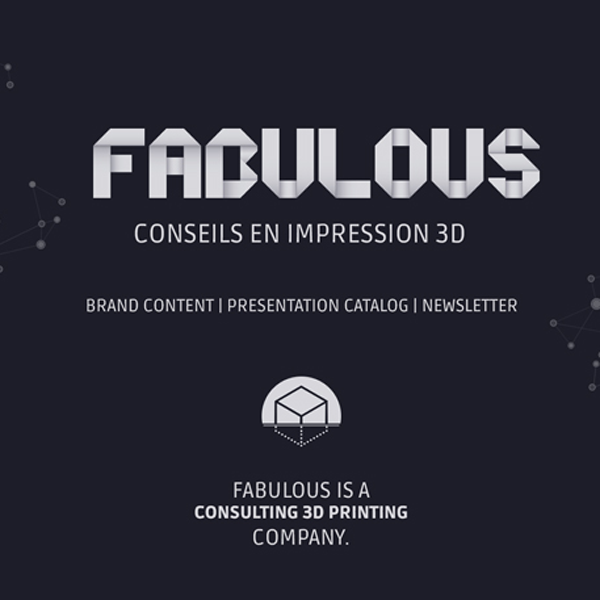 FABULOUS
CONSEILS EN IMPRESSION 3D
BRAND CONTENT | PRESENTATION CATALOG | NEWSLETTER
FABULOUS IS A
CONSULTING 3D PRINTING
COMPANY.